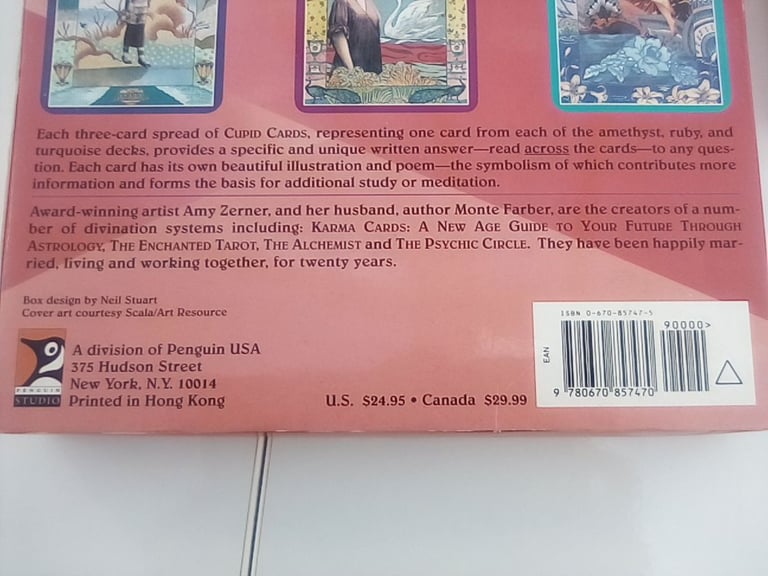 Each three-card spread of CUPID CARDS, representing one card from each of the amethyst, ruby, and
turquoise decks, provides a specific and unique written answer—read across the cards—to any ques-
tion. Each card has its own beautiful illustration and poem—the symbolism of which contributes more
information and forms the basis for additional study or meditation.
Award-winning artist Amy Zerner, and her husband, author Monte Farber, are the creators of a num-
ber of divination systems including: KARMA CARDS: A NEW AGE GUIDE TO YOUR FUTURE THROUGH
ASTROLOGY, THE ENCHANTED TAROT, THE ALCHEMIST and THE PSYCHIC CIRCLE. They have been happily mar-
ried, living and working together, for twenty years.
Box design by Neil Stuart
Cover art courtesy Scala/Art Resource
A division of Penguin USA
375 Hudson Street
New York, N.Y. 10014
Printed in Hong Kong
PENGUIN
STUDIO
U.S. $24.95 • Canada $29.99
ISBN 0-670-85747-5
90000>
EAN
9 780670 857470